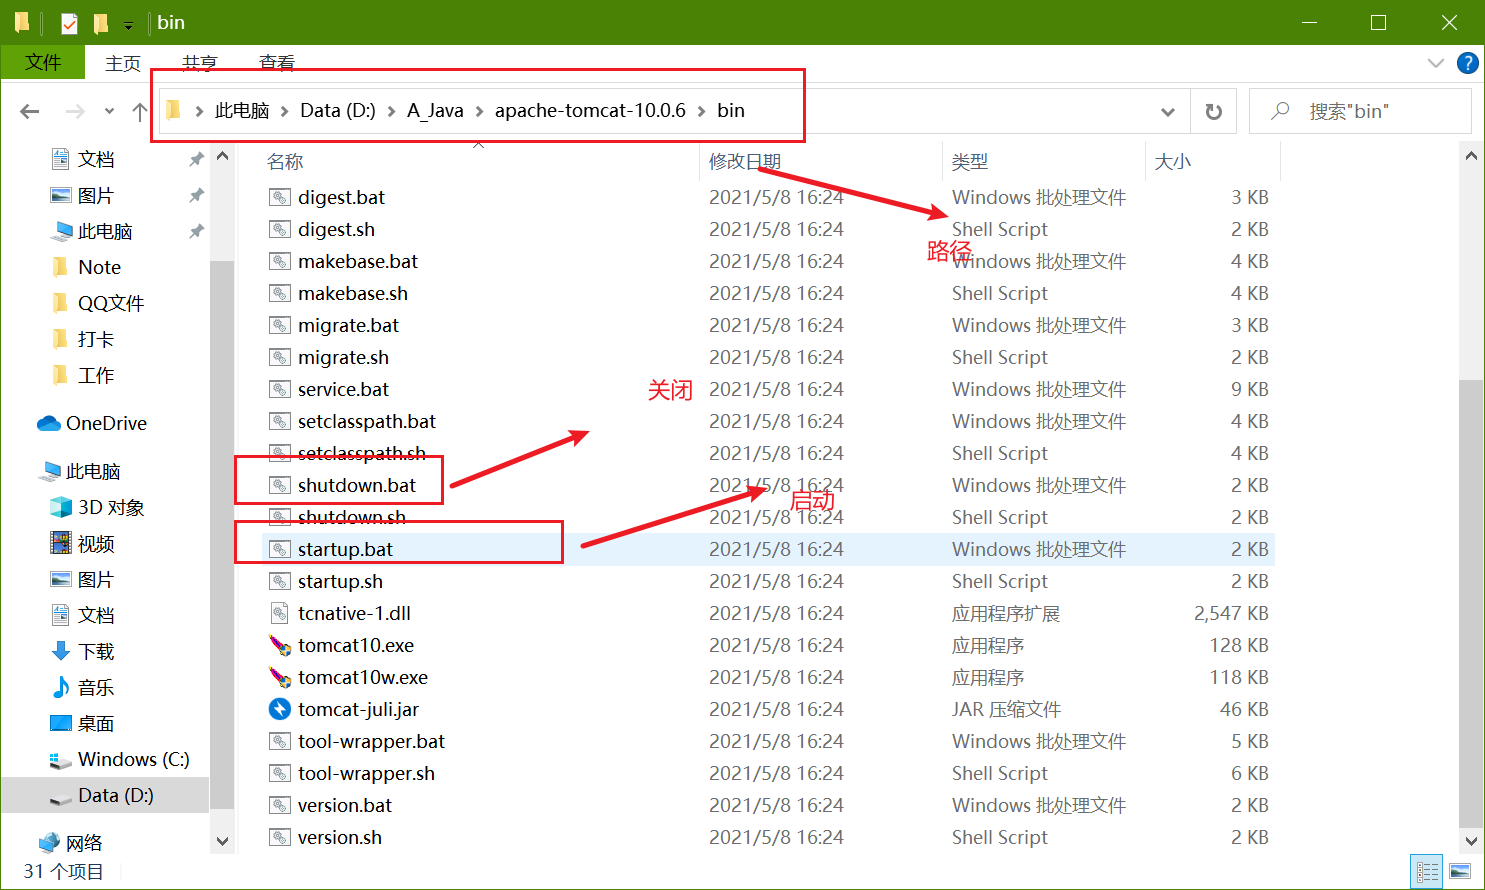 bin
文件 主页 共享 查看
此电脑 Data (D:) A_Java apache-tomcat-10.0.6 bin
搜索"bin"
名称 修改日期 类型 大小
文档
图片
此电脑
Note
QQ文件
打卡
工作
OneDrive
此电脑
3D 对象
视频
图片
文档
下载
音乐
桌面
Windows (C:)
Data (D:)
网络
digest.bat 2021/5/8 16:24 Windows 批处理文件 3 KB
digest.sh 2021/5/8 16:24 Shell Script 2 KB
路径
makebase.bat 2021/5/8 16:24 Windows 批处理文件 4 KB
makebase.sh 2021/5/8 16:24 Shell Script 4 KB
migrate.bat 2021/5/8 16:24 Windows 批处理文件 3 KB
migrate.sh 2021/5/8 16:24 Shell Script 2 KB
service.bat 2021/5/8 16:24 Windows 批处理文件 9 KB
关闭
setclasspath.bat 2021/5/8 16:24 Windows 批处理文件 4 KB
setclasspath.sh 2021/5/8 16:24 Shell Script 4 KB
shutdown.bat 2021/5/8 16:24 Windows 批处理文件 2 KB
启动
shutdown.sh 2021/5/8 16:24 Shell Script 2 KB
startup.bat 2021/5/8 16:24 Windows 批处理文件 2 KB
startup.sh 2021/5/8 16:24 Shell Script 2 KB
tcnative-1.dll 2021/5/8 16:24 应用程序扩展 2,547 KB
tomcat10.exe 2021/5/8 16:24 应用程序 128 KB
tomcat10w.exe 2021/5/8 16:24 应用程序 118 KB
tomcat-juli.jar 2021/5/8 16:24 JAR 压缩文件 46 KB
tool-wrapper.bat 2021/5/8 16:24 Windows 批处理文件 5 KB
tool-wrapper.sh 2021/5/8 16:24 Shell Script 6 KB
version.bat 2021/5/8 16:24 Windows 批处理文件 2 KB
version.sh 2021/5/8 16:24 Shell Script 2 KB
31 个项目